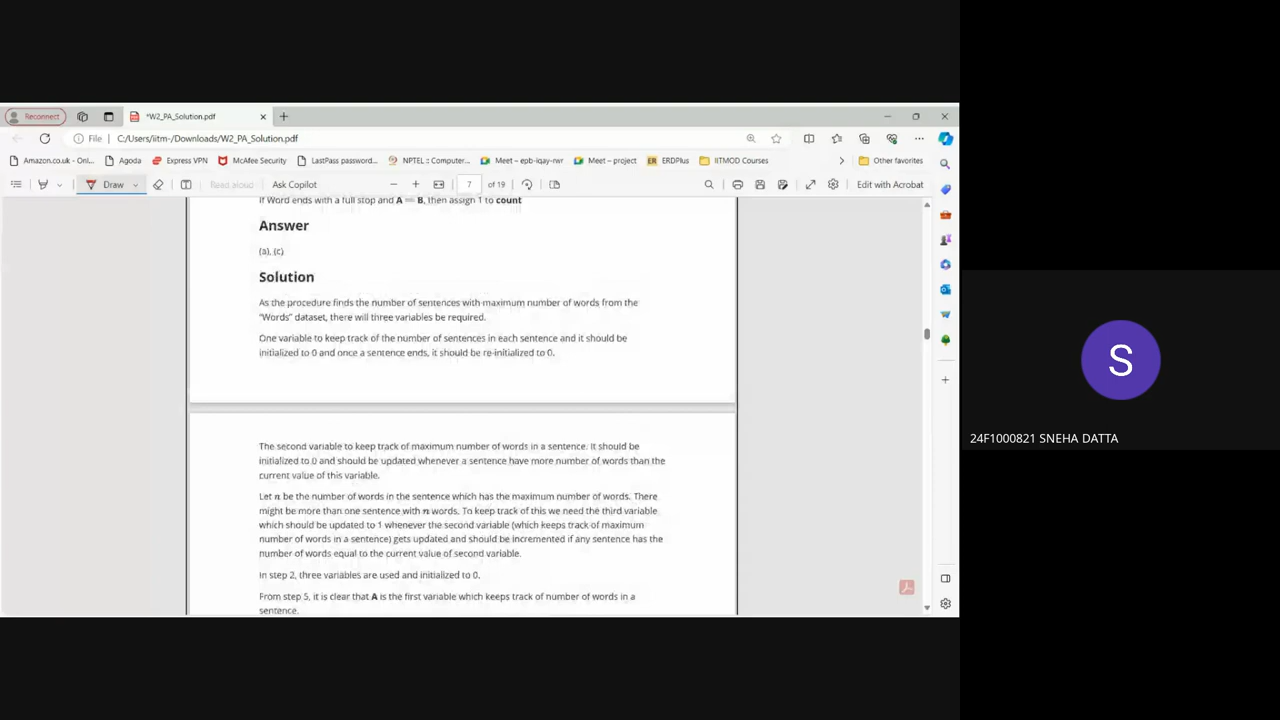 Reconnect
*W2_PA_Solution.pdf
File
C:/Users/iitm-/Downloads/W2_PA_Solution.pdf
Amazon.co.uk - Onl...
Agoda
Express VPN
McAfee Security
LastPass password...
NPTEL :: Computer...
Meet – epb-iqay-rwr
Meet – project
ER ERDPlus
IITMOD Courses
Other favorites
Draw
Read aloud
Ask Copilot
7 of 19
Edit with Acrobat
If Word ends with a full stop and A == B, then assign 1 to count
Answer
(a), (c)
Solution
As the procedure finds the number of sentences with maximum number of words from the
"Words" dataset, there will three variables be required.
One variable to keep track of the number of sentences in each sentence and it should be
initialized to 0 and once a sentence ends, it should be re-initialized to 0.
The second variable to keep track of maximum number of words in a sentence. It should be
initialized to 0 and should be updated whenever a sentence have more number of words than the
current value of this variable.
Let n be the number of words in the sentence which has the maximum number of words. There
might be more than one sentence with n words. To keep track of this we need the third variable
which should be updated to 1 whenever the second variable (which keeps track of maximum
number of words in a sentence) gets updated and should be incremented if any sentence has the
number of words equal to the current value of second variable.
In step 2, three variables are used and initialized to 0.
From step 5, it is clear that A is the first variable which keeps track of number of words in a
sentence.
S
24F1000821 SNEHA DATTA